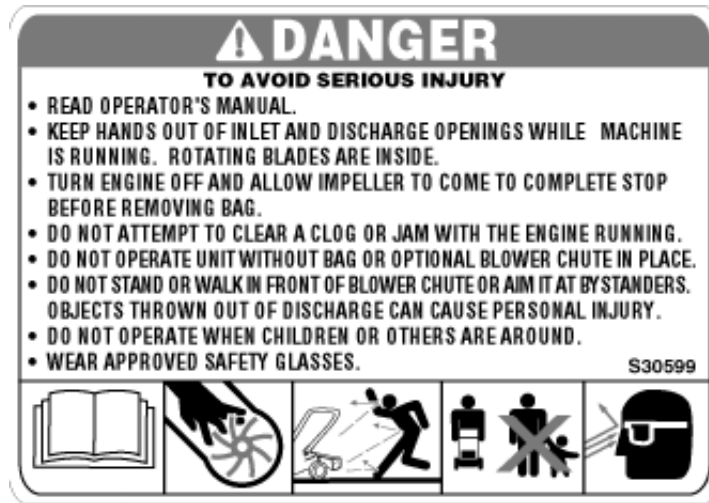 DANGER
TO AVOID SERIOUS INJURY
• READ OPERATOR'S MANUAL.
• KEEP HANDS OUT OF INLET AND DISCHARGE OPENINGS WHILE MACHINE
IS RUNNING. ROTATING BLADES ARE INSIDE.
• TURN ENGINE OFF AND ALLOW IMPELLER TO COME TO COMPLETE STOP
BEFORE REMOVING BAG.
• DO NOT ATTEMPT TO CLEAR A CLOG OR JAM WITH THE ENGINE RUNNING.
• DO NOT OPERATE UNIT WITHOUT BAG OR OPTIONAL BLOWER CHUTE IN PLACE.
• DO NOT STAND OR WALK IN FRONT OF BLOWER CHUTE OR AIM IT AT BYSTANDERS.
OBJECTS THROWN OUT OF DISCHARGE CAN CAUSE PERSONAL INJURY.
• DO NOT OPERATE WHEN CHILDREN OR OTHERS ARE AROUND.
• WEAR APPROVED SAFETY GLASSES.
S30599